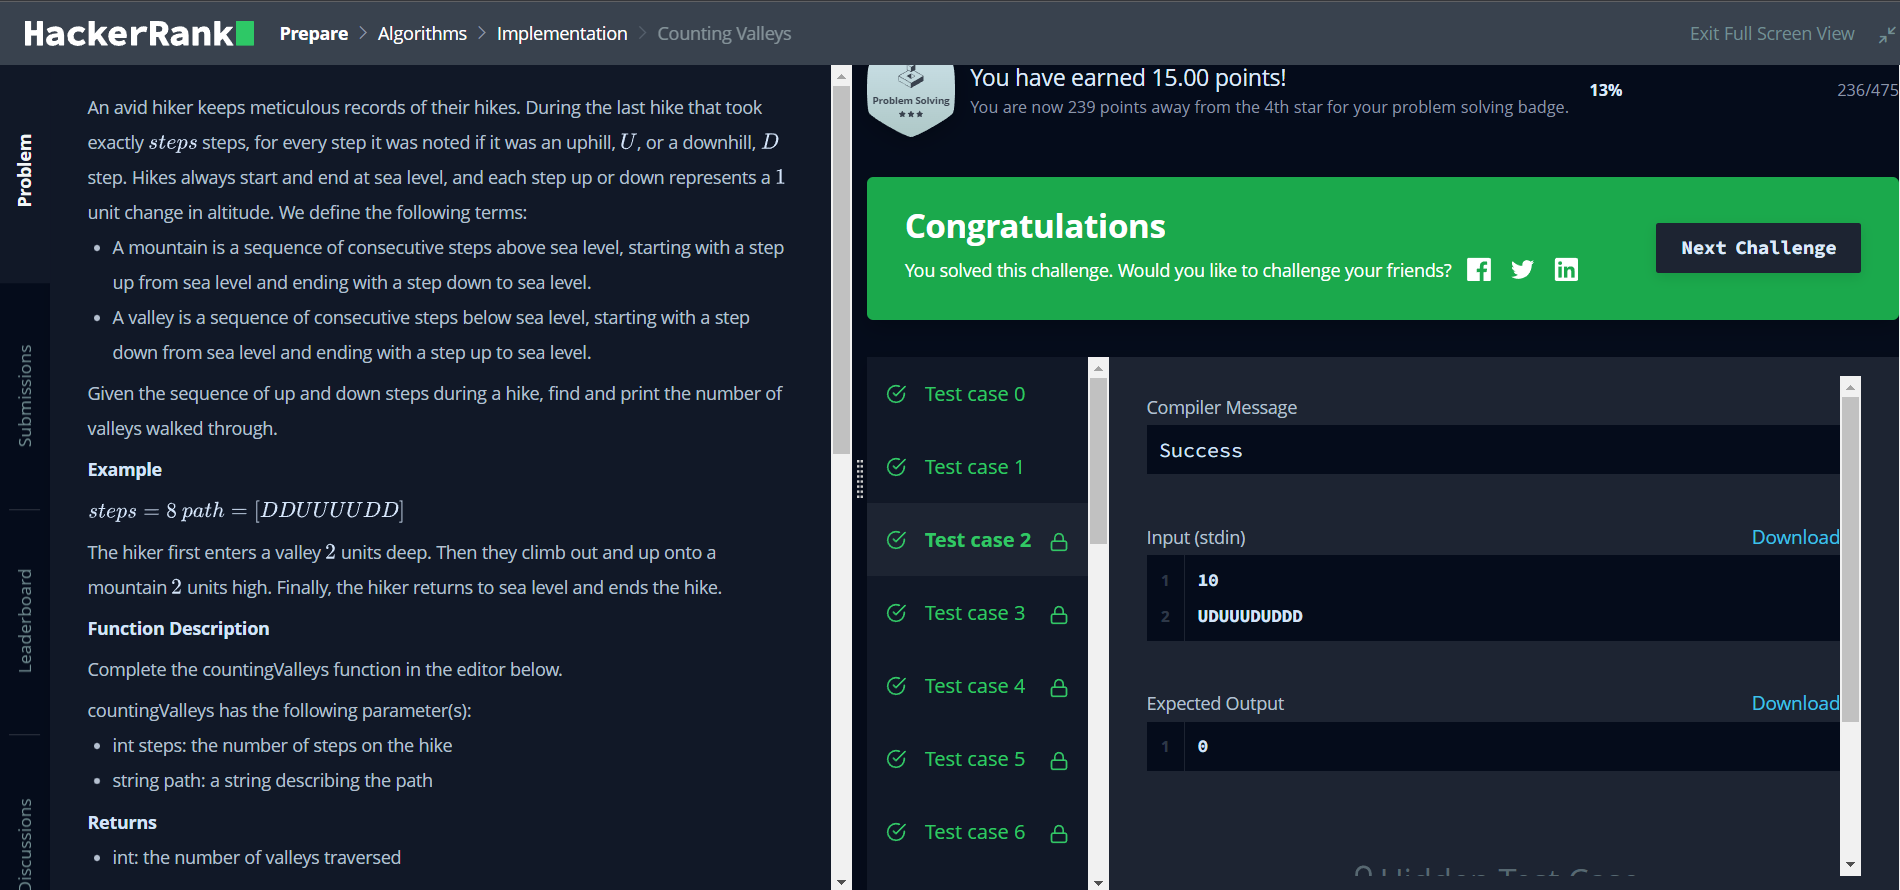 HackerRank Prepare > Algorithms > Implementation > Counting Valleys Exit Full Screen View
Problem
Submissions
Leaderboard
Discussions
An avid hiker keeps meticulous records of their hikes. During the last hike that took
exactly steps steps, for every step it was noted if it was an uphill, U, or a downhill, D
step. Hikes always start and end at sea level, and each step up or down represents a 1
unit change in altitude. We define the following terms:
• A mountain is a sequence of consecutive steps above sea level, starting with a step
up from sea level and ending with a step down to sea level.
• A valley is a sequence of consecutive steps below sea level, starting with a step
down from sea level and ending with a step up to sea level.
Given the sequence of up and down steps during a hike, find and print the number of
valleys walked through.
Example
steps = 8 path = [DDUUUUDD]
The hiker first enters a valley 2 units deep. Then they climb out and up onto a
mountain 2 units high. Finally, the hiker returns to sea level and ends the hike.
Function Description
Complete the countingValleys function in the editor below.
countingValleys has the following parameter(s):
• int steps: the number of steps on the hike
• string path: a string describing the path
Returns
• int: the number of valleys traversed
Problem Solving
You have earned 15.00 points!
You are now 239 points away from the 4th star for your problem solving badge.
13% 236/475
Congratulations
You solved this challenge. Would you like to challenge your friends?
Next Challenge
Test case 0
Test case 1
Test case 2
Test case 3
Test case 4
Test case 5
Test case 6
Compiler Message
Success
Input (stdin) Download
1 10
2 UDUUUDUDDD
Expected Output Download
1 0
Hidden Test Case